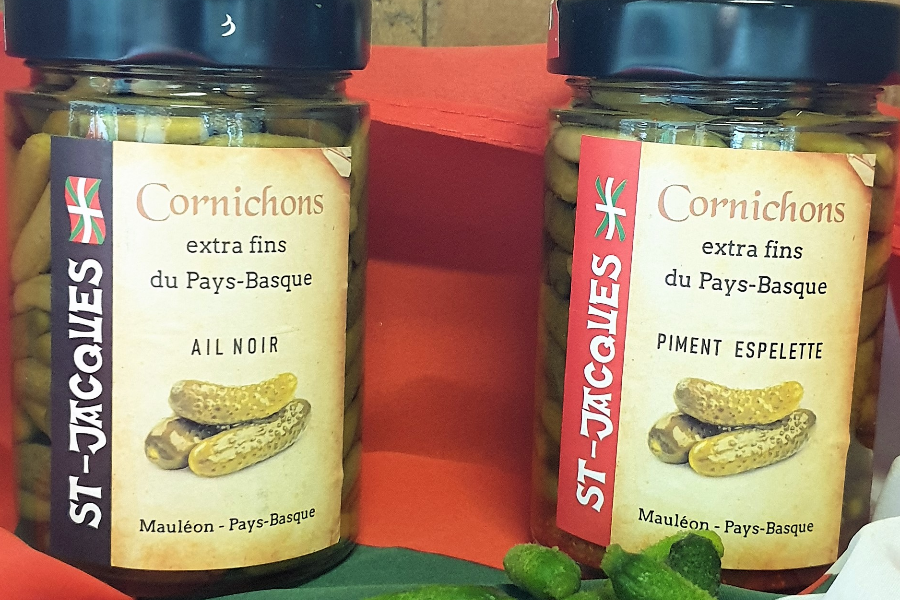 ST-JACQUES
Cornichons
extra fins
du Pays-Basque
AIL NOIR
Mauléon - Pays-Basque
ST-JACQUES
Cornichons
extra fins
du Pays-Basque
PIMENT ESPELETTE
Mauléon - Pays-Basque